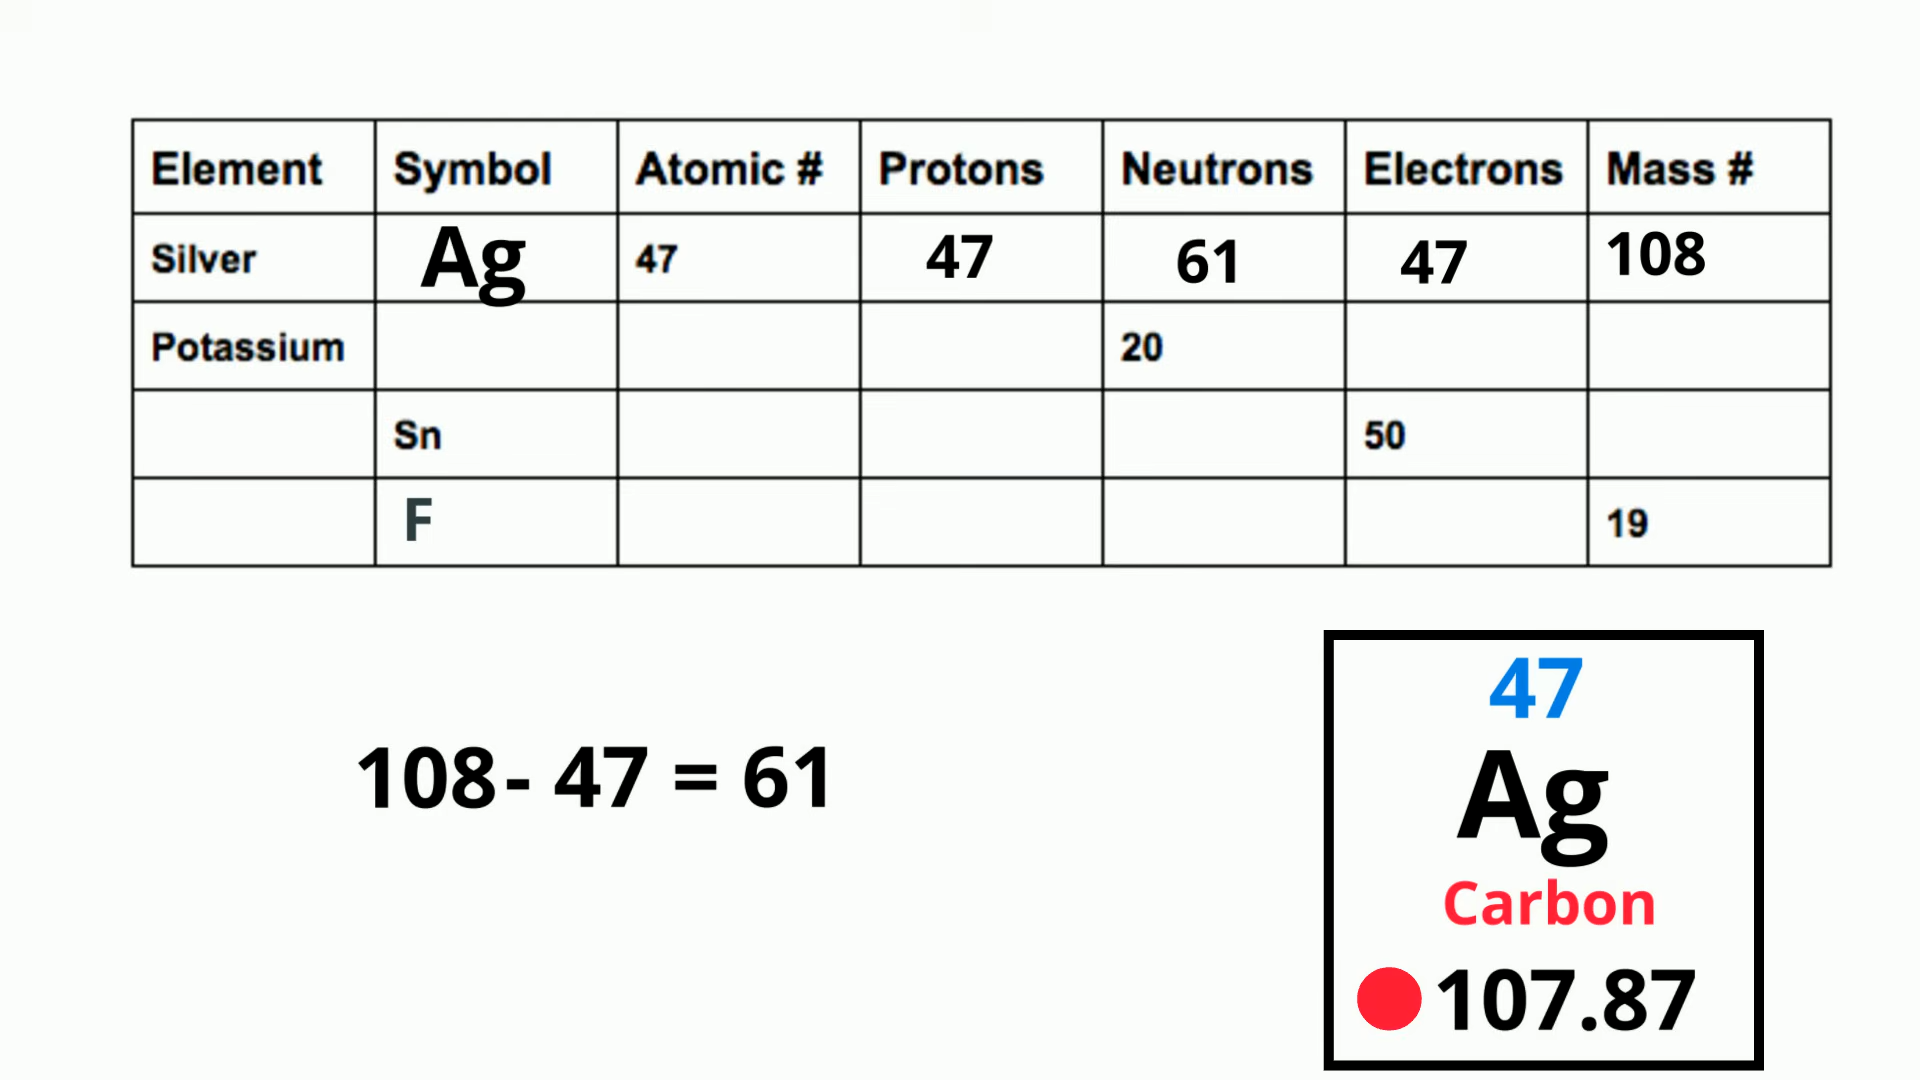 Element Symbol Atomic # Protons Neutrons Electrons Mass #
Silver Ag 47 47 61 47 108
Potassium 20
Sn 50
F 19
108 - 47 = 61
47
Ag
Carbon
107.87